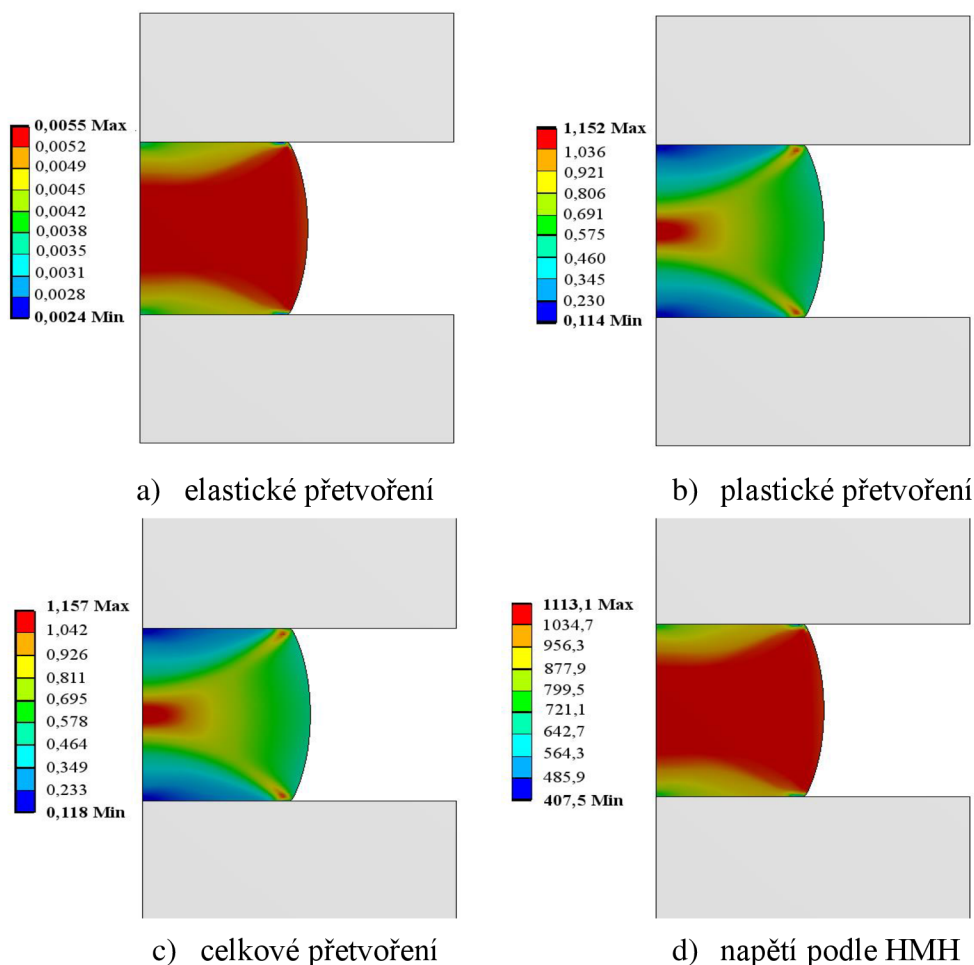 0,0055 Max
0,0052
0,0049
0,0045
0,0042
0,0038
0,0035
0,0031
0,0028
0,0024 Min
1,152 Max
1,036
0,921
0,806
0,691
0,575
0,460
0,345
0,230
0,114 Min
a) elastické přetvoření
b) plastické přetvoření
1,157 Max
1,042
0,926
0,811
0,695
0,578
0,464
0,349
0,233
0,118 Min
1113,1 Max
1034,7
956,3
877,9
799,5
721,1
642,7
564,3
485,9
407,5 Min
c) celkové přetvoření
d) napětí podle HMH